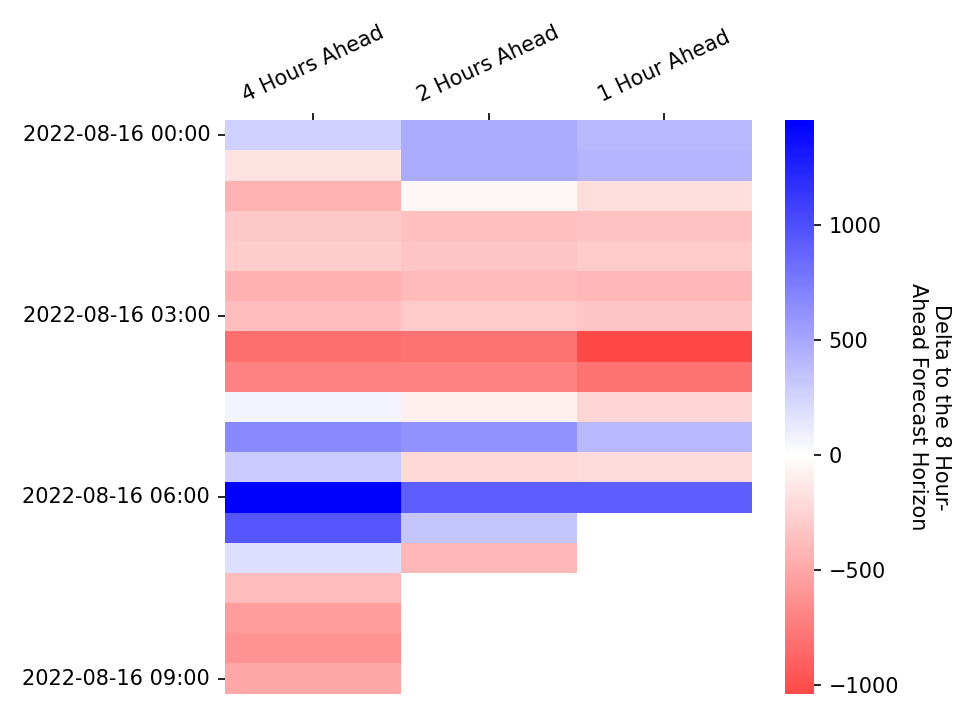 4 Hours Ahead
2 Hours Ahead
1 Hour Ahead
2022-08-16 00:00
2022-08-16 03:00
2022-08-16 06:00
2022-08-16 09:00
1000
500
0
−500
−1000
Delta to the 8 Hour-
Ahead Forecast Horizon